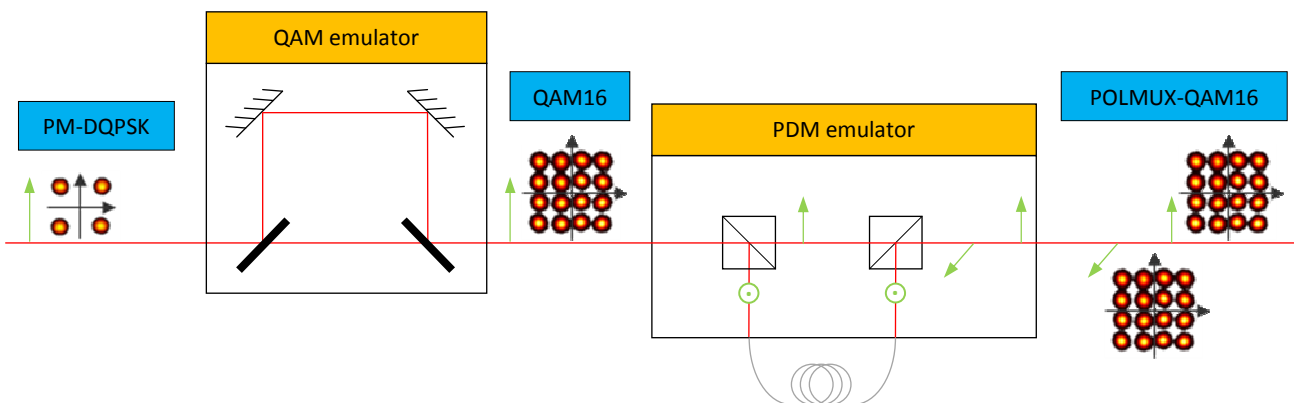 PM-DQPSK
QAM emulator
QAM16
PDM emulator
POLMUX-QAM16